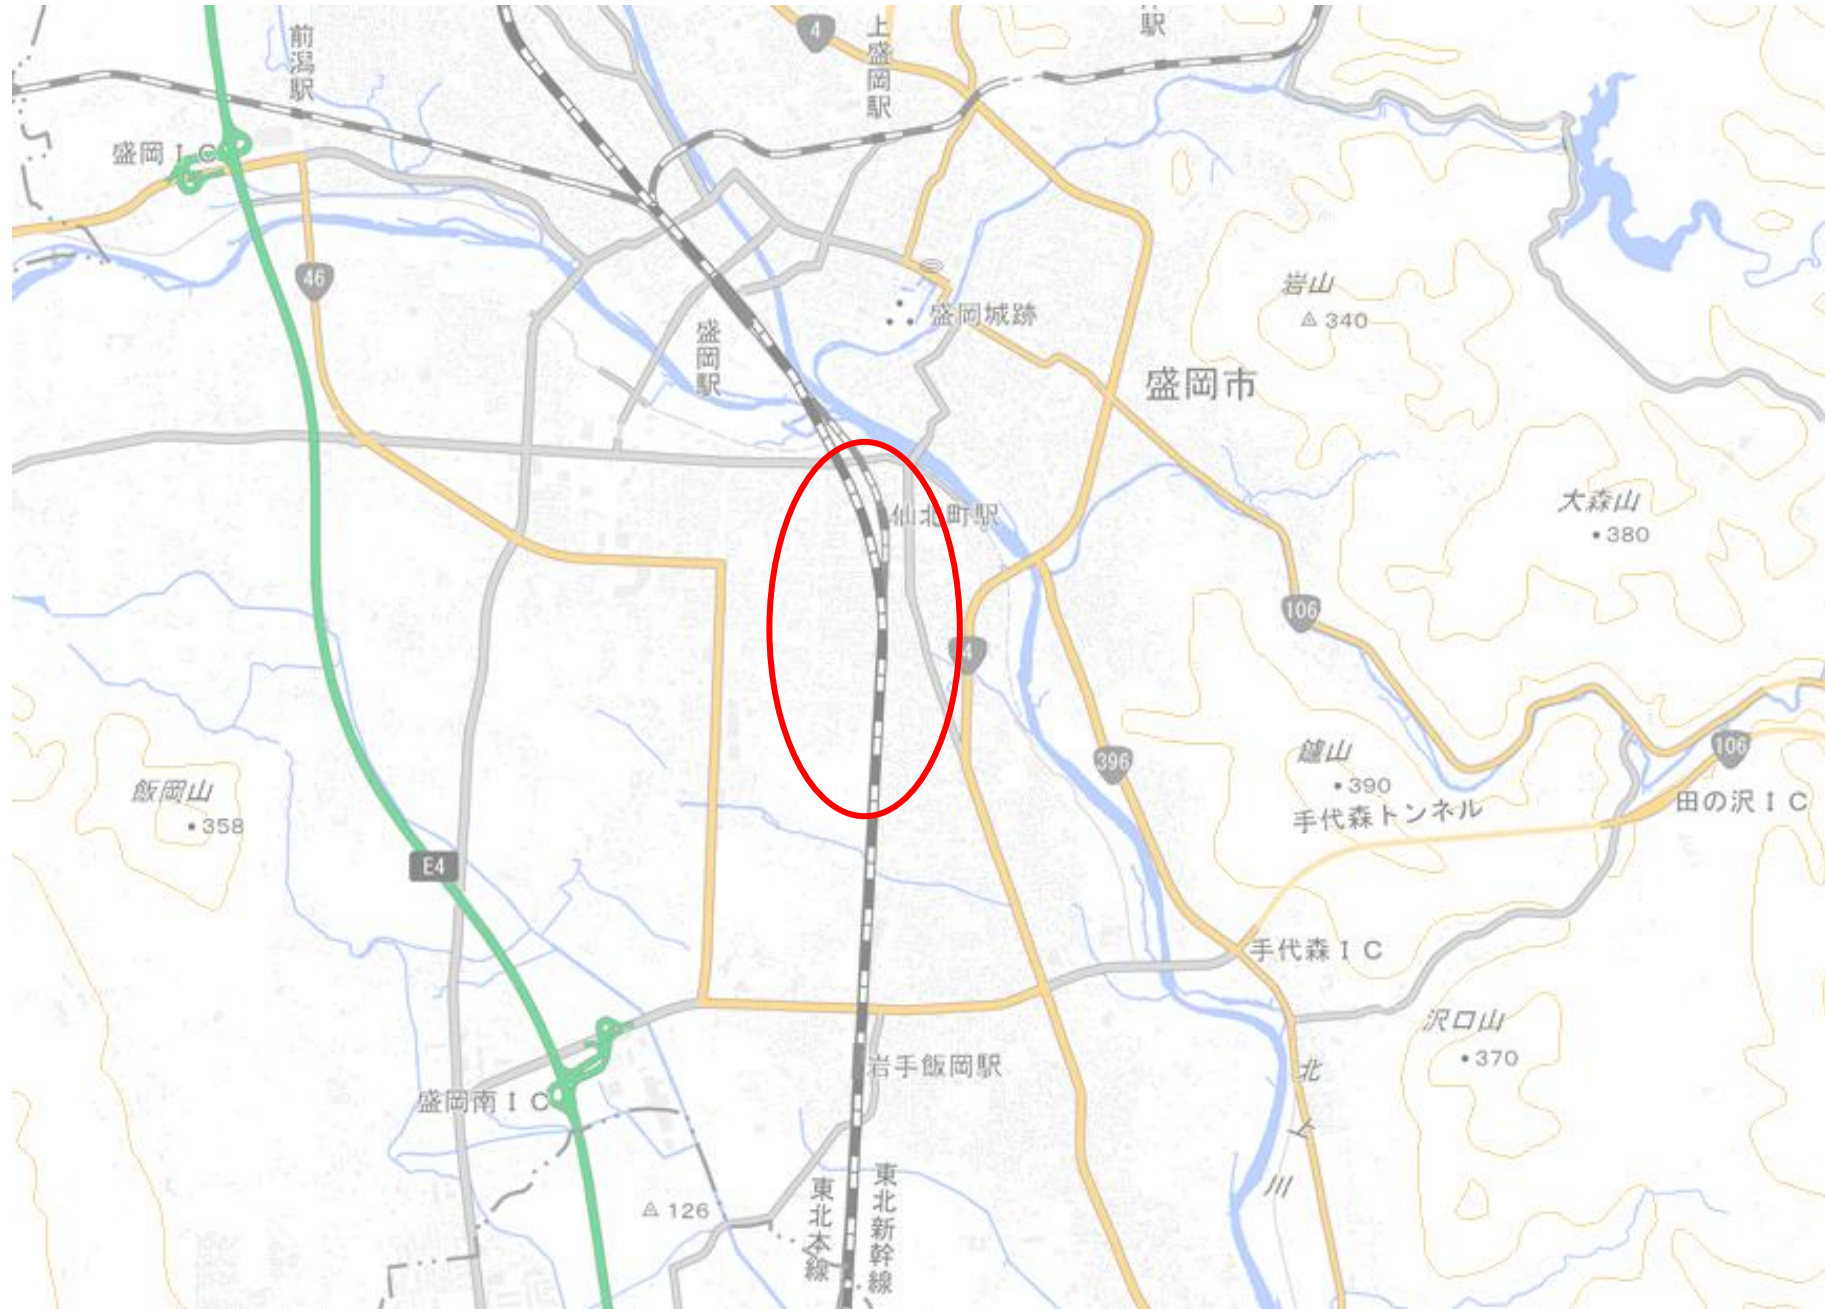 前潟駅
4
上盛岡駅
駅
盛岡IC
46
盛岡駅
盛岡城跡
岩山
340
盛岡市
大森山
380
仙北町駅
106
4
396
鑪山
390
手代森トンネル
106
田の沢IC
飯岡山
358
E4
手代森IC
沢口山
370
岩手飯岡駅
盛岡南IC
北上川
126
東北本線
東北新幹線